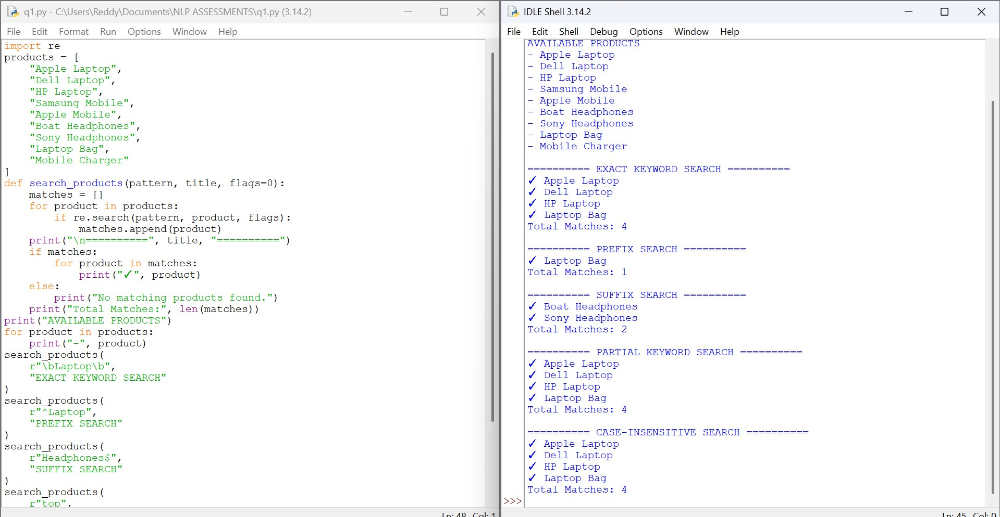 q1.py - C:\Users\Reddy\Documents\NLP ASSESSMENTS\q1.py (3.14.2)
File Edit Format Run Options Window Help
import re
products = [
    "Apple Laptop",
    "Dell Laptop",
    "HP Laptop",
    "Samsung Mobile",
    "Apple Mobile",
    "Boat Headphones",
    "Sony Headphones",
    "Laptop Bag",
    "Mobile Charger"
]
def search_products(pattern, title, flags=0):
    matches = []
    for product in products:
        if re.search(pattern, product, flags):
            matches.append(product)
    print("\n==========", title, "==========")
    if matches:
        for product in matches:
            print("✓", product)
    else:
        print("No matching products found.")
    print("Total Matches:", len(matches))
print("AVAILABLE PRODUCTS")
for product in products:
    print("-", product)
search_products(
    r"\bLaptop\b",
    "EXACT KEYWORD SEARCH"
)
search_products(
    r"^Laptop",
    "PREFIX SEARCH"
)
search_products(
    r"Headphones$",
    "SUFFIX SEARCH"
)
search_products(
    r"top",
Ln: 48 Col: 1
IDLE Shell 3.14.2
File Edit Shell Debug Options Window Help
AVAILABLE PRODUCTS
- Apple Laptop
- Dell Laptop
- HP Laptop
- Samsung Mobile
- Apple Mobile
- Boat Headphones
- Sony Headphones
- Laptop Bag
- Mobile Charger
========== EXACT KEYWORD SEARCH ==========
✓ Apple Laptop
✓ Dell Laptop
✓ HP Laptop
✓ Laptop Bag
Total Matches: 4
========== PREFIX SEARCH ==========
✓ Laptop Bag
Total Matches: 1
========== SUFFIX SEARCH ==========
✓ Boat Headphones
✓ Sony Headphones
Total Matches: 2
========== PARTIAL KEYWORD SEARCH ==========
✓ Apple Laptop
✓ Dell Laptop
✓ HP Laptop
✓ Laptop Bag
Total Matches: 4
========== CASE-INSENSITIVE SEARCH ==========
✓ Apple Laptop
✓ Dell Laptop
✓ HP Laptop
✓ Laptop Bag
Total Matches: 4
>>>
Ln: 45 Col: 0